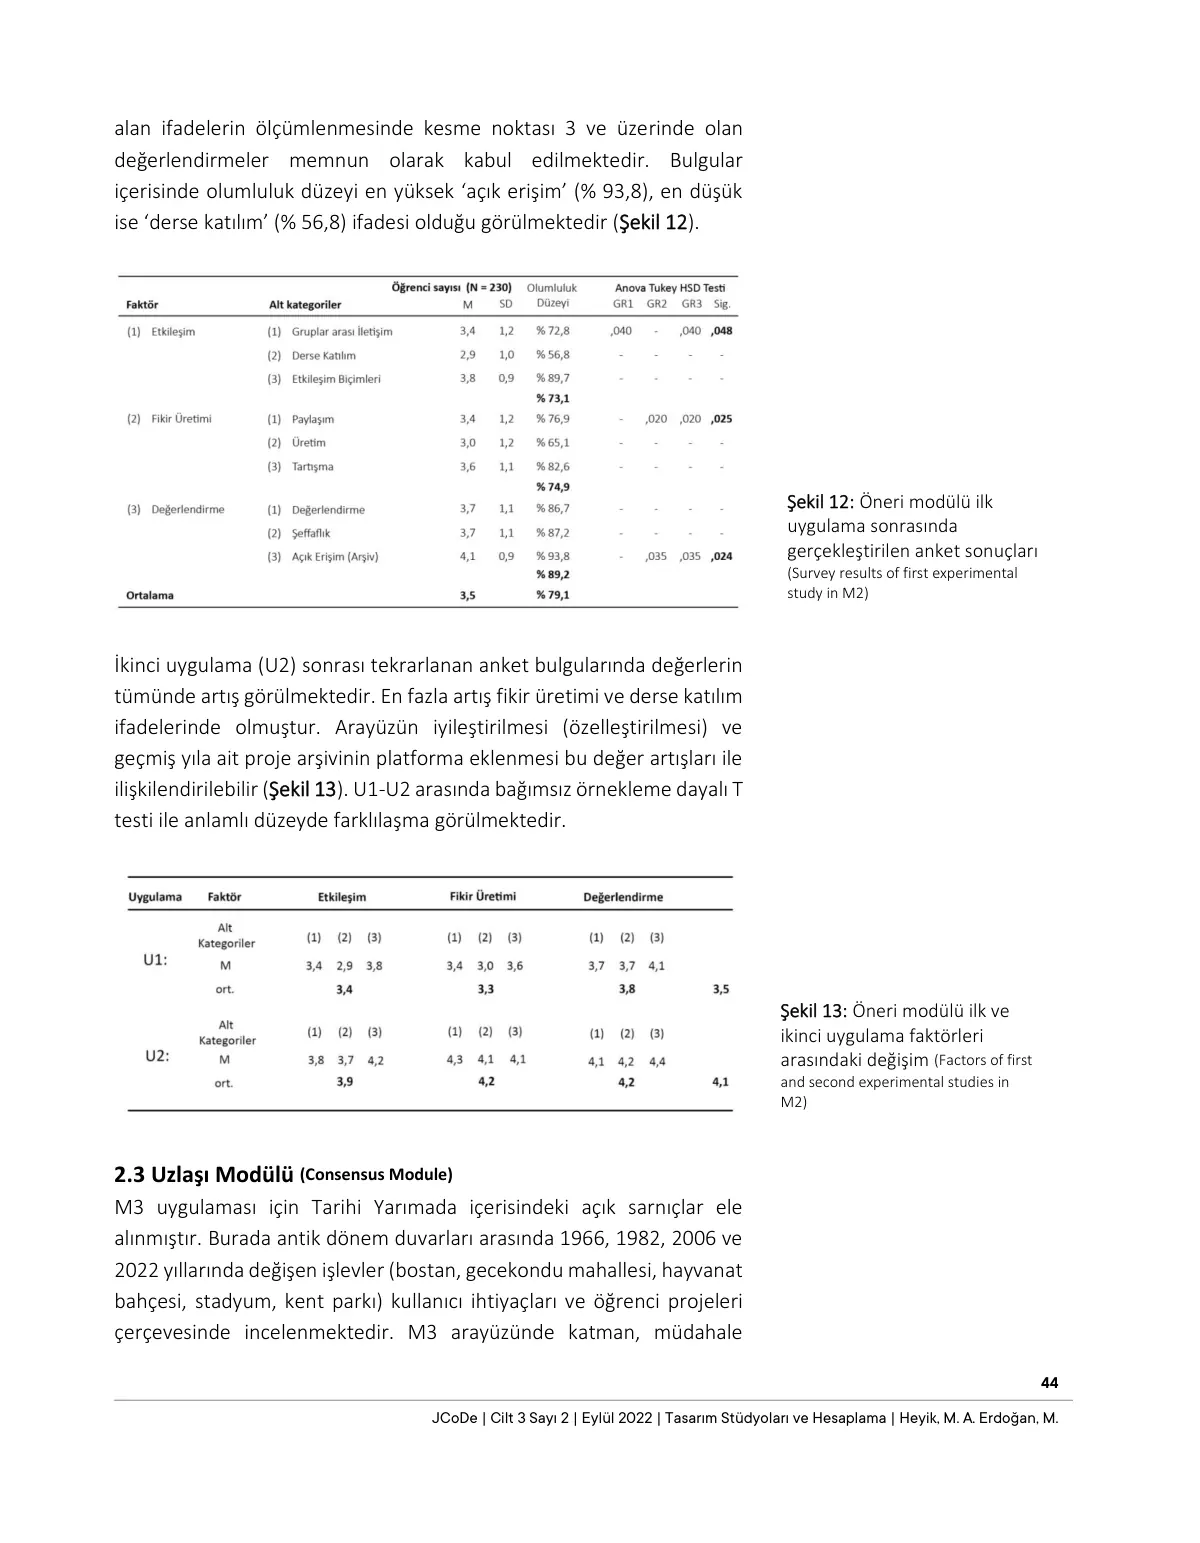 alan ifadelerin ölçümlenmesinde kesme noktası 3 ve üzerinde olan
değerlendirmeler memnun olarak kabul edilmektedir. Bulgular
içerisinde olumluluk düzeyi en yüksek ‘açık erişim’ (% 93,8), en düşük
ise ‘derse katılım’ (% 56,8) ifadesi olduğu görülmektedir (Şekil 12).
Öğrenci sayısı (N = 230) Olumluluk Anova Tukey HSD Testi
Faktör Alt kategoriler M SD Düzeyi GR1 GR2 GR3 Sig.
(1) Etkileşim (1) Gruplar arası İletişim 3,4 1,2 % 72,8 ,040 - ,040 ,048
(2) Derse Katılım 2,9 1,0 % 56,8 - - - -
(3) Etkileşim Biçimleri 3,8 0,9 % 89,7 - - - -
% 73,1
(2) Fikir Üretimi (1) Paylaşım 3,4 1,2 % 76,9 - ,020 ,020 ,025
(2) Üretim 3,0 1,2 % 65,1 - - - -
(3) Tartışma 3,6 1,1 % 82,6 - - - -
% 74,9
(3) Değerlendirme (1) Değerlendirme 3,7 1,1 % 86,7 - - - -
(2) Şeffaflık 3,7 1,1 % 87,2 - - - -
(3) Açık Erişim (Arşiv) 4,1 0,9 % 93,8 - ,035 ,035 ,024
% 89,2
Ortalama 3,5 % 79,1
Şekil 12: Öneri modülü ilk
uygulama sonrasında
gerçekleştirilen anket sonuçları
(Survey results of first experimental
study in M2)
İkinci uygulama (U2) sonrası tekrarlanan anket bulgularında değerlerin
tümünde artış görülmektedir. En fazla artış fikir üretimi ve derse katılım
ifadelerinde olmuştur. Arayüzün iyileştirilmesi (özelleştirilmesi) ve
geçmiş yıla ait proje arşivinin platforma eklenmesi bu değer artışları ile
ilişkilendirilebilir (Şekil 13). U1-U2 arasında bağımsız örnekleme dayalı T
testi ile anlamlı düzeyde farklılaşma görülmektedir.
Uygulama Faktör Etkileşim Fikir Üretimi Değerlendirme
Alt
Kategoriler (1) (2) (3) (1) (2) (3) (1) (2) (3)
U1:
M 3,4 2,9 3,8 3,4 3,0 3,6 3,7 3,7 4,1
ort. 3,4 3,3 3,8 3,5
Alt
Kategoriler (1) (2) (3) (1) (2) (3) (1) (2) (3)
U2:
M 3,8 3,7 4,2 4,3 4,1 4,1 4,1 4,2 4,4
ort. 3,9 4,2 4,2 4,1
Şekil 13: Öneri modülü ilk ve
ikinci uygulama faktörleri
arasındaki değişim (Factors of first
and second experimental studies in
M2)
2.3 Uzlaşı Modülü (Consensus Module)
M3 uygulaması için Tarihi Yarımada içerisindeki açık sarnıçlar ele
alınmıştır. Burada antik dönem duvarları arasında 1966, 1982, 2006 ve
2022 yıllarında değişen işlevler (bostan, gecekondu mahallesi, hayvanat
bahçesi, stadyum, kent parkı) kullanıcı ihtiyaçları ve öğrenci projeleri
çerçevesinde incelenmektedir. M3 arayüzünde katman, müdahale
44
JCoDe | Cilt 3 Sayı 2 | Eylül 2022 | Tasarım Stüdyoları ve Hesaplama | Heyik, M. A. Erdoğan, M.